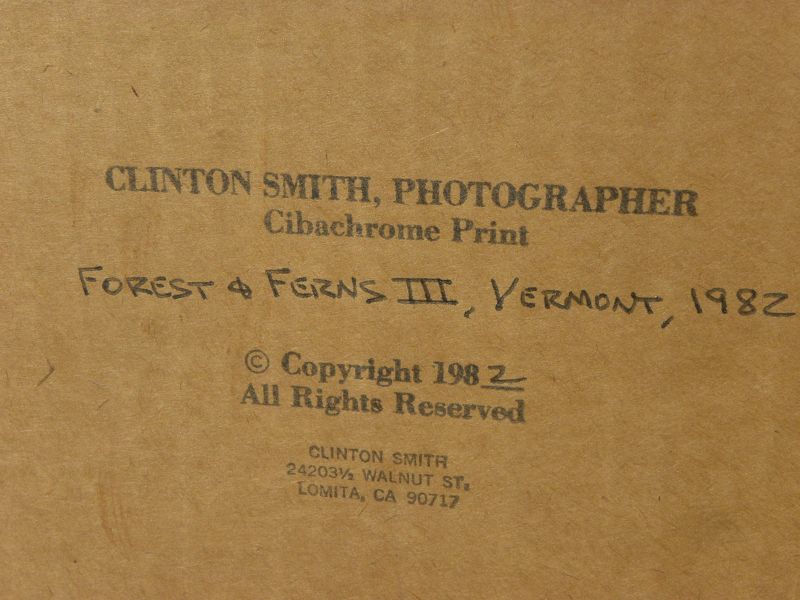 CLINTON SMITH, PHOTOGRAPHER
Cibachrome Print
FOREST & FERNS III, VERMONT, 1982
© Copyright 1982
All Rights Reserved
CLINTON SMITH
24203½ WALNUT ST.
LOMITA, CA 90717